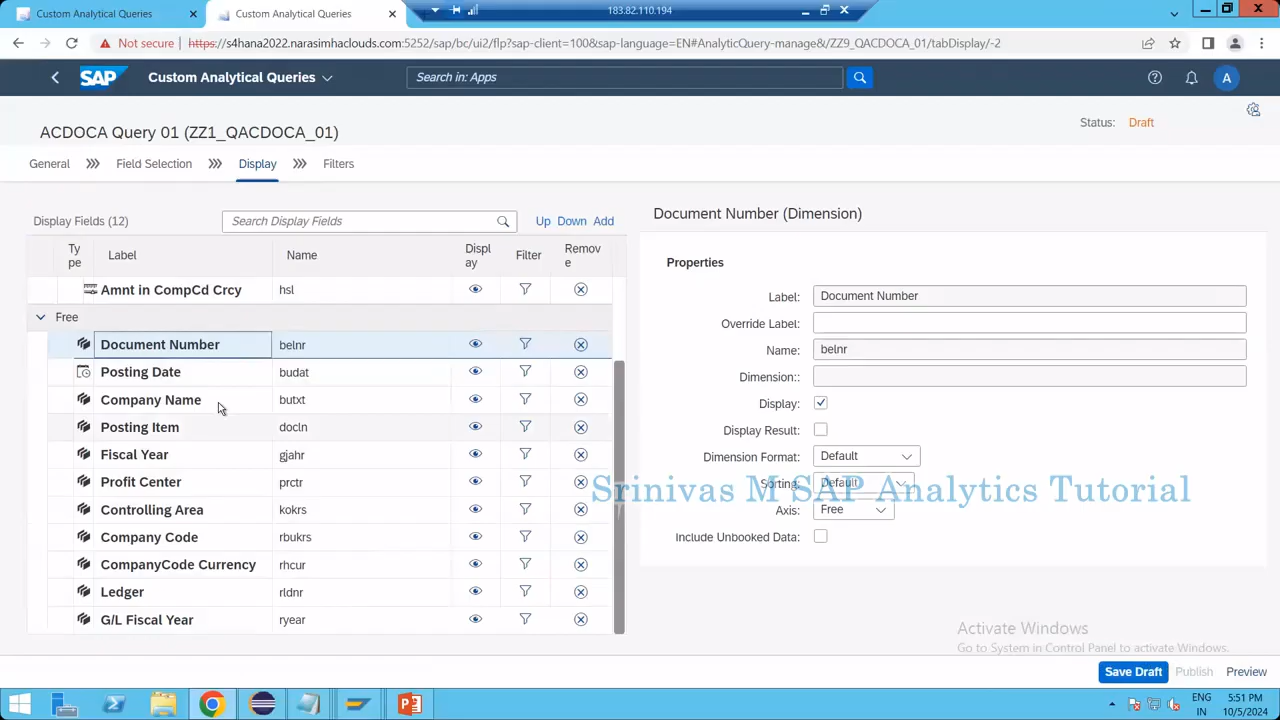 Custom Analytical Queries
Custom Analytical Queries
183.82.110.194
Not secure
https://s4hana2022.narasimhaclouds.com:5252/sap/bc/ui2/flp?sap-client=100&sap-language=EN#AnalyticQuery-manage&/ZZ9_QACDOCA_01/tabDisplay/-2
SAP
Custom Analytical Queries
Search in: Apps
A
ACDOCA Query 01 (ZZ1_QACDOCA_01)
Status: Draft
General
Field Selection
Display
Filters
Display Fields (12)
Search Display Fields
Up Down Add
Type Label Name Display Filter Remove
Amnt in CompCd Crcy hsl
Free
Document Number belnr
Posting Date budat
Company Name butxt
Posting Item docln
Fiscal Year gjahr
Profit Center prctr
Controlling Area kokrs
Company Code rbukrs
CompanyCode Currency rhcur
Ledger rldnr
G/L Fiscal Year ryear
Document Number (Dimension)
Properties
Label: Document Number
Override Label:
Name: belnr
Dimension::
Display:
Display Result:
Dimension Format: Default
Sorting: Default
Srinivas M SAP Analytics Tutorial
Axis: Free
Include Unbooked Data:
Activate Windows
Go to System in Control Panel to activate Windows.
Save Draft Publish Preview
ENG
IN
5:51 PM
10/5/2024